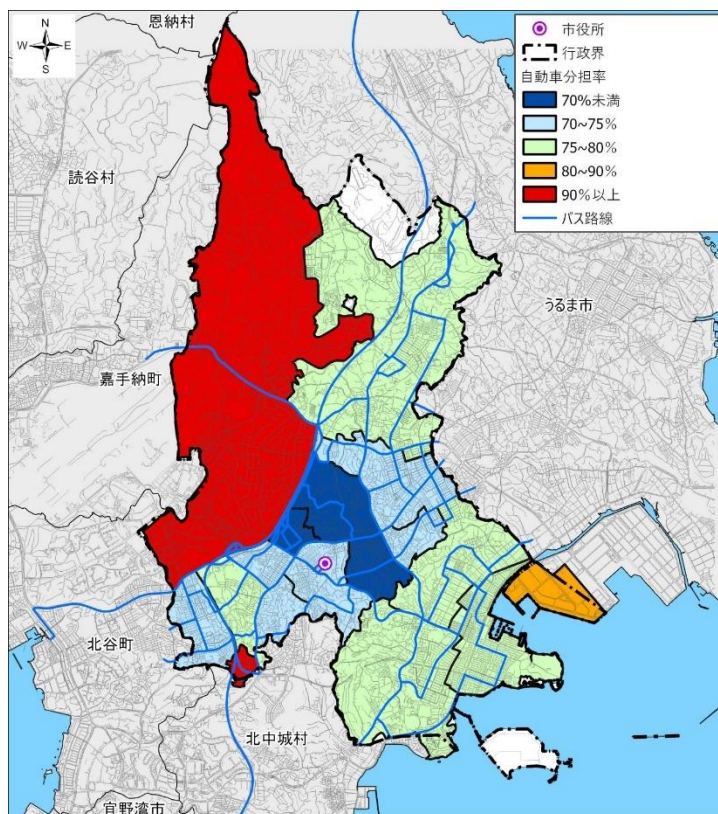 恩納村
N
W E
S
市役所
行政界
自動車分担率
70%未満
70~75%
75~80%
80~90%
90%以上
バス路線
読谷村
うるま市
嘉手納町
北谷町
北中城村
宜野湾市